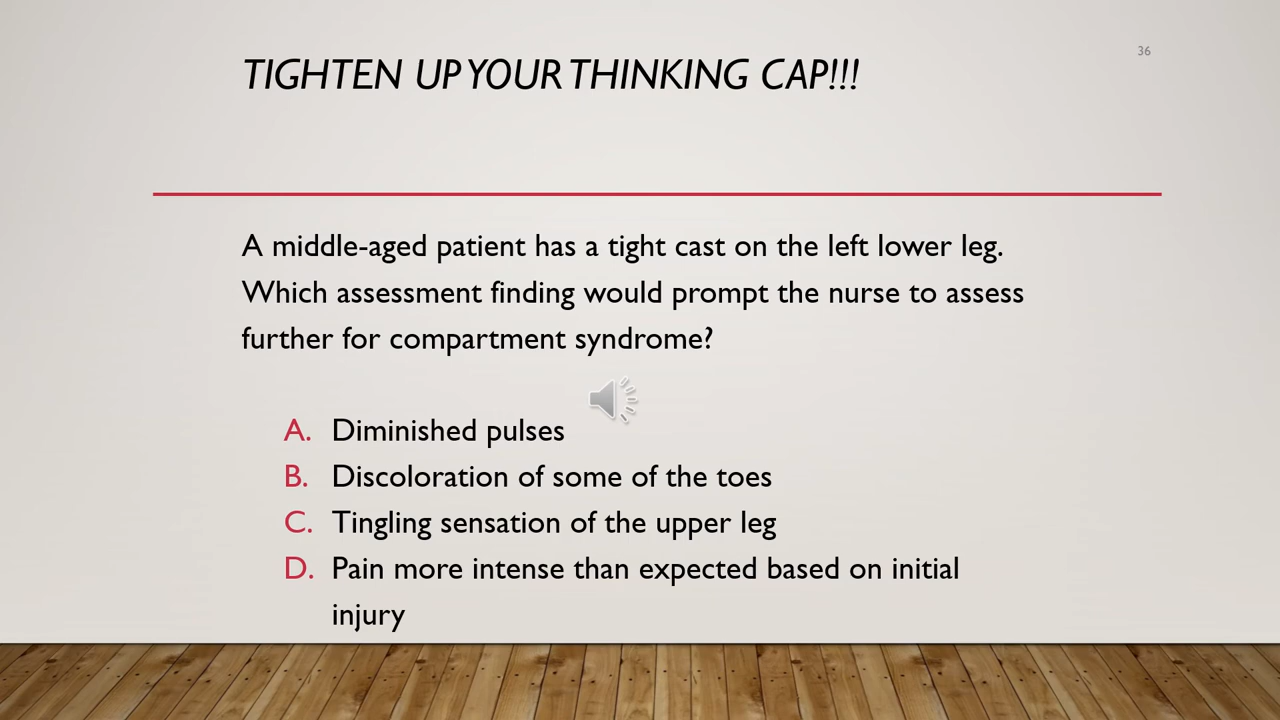 TIGHTEN UP YOUR THINKING CAP!!!
36
A middle-aged patient has a tight cast on the left lower leg.
Which assessment finding would prompt the nurse to assess
further for compartment syndrome?
A. Diminished pulses
B. Discoloration of some of the toes
C. Tingling sensation of the upper leg
D. Pain more intense than expected based on initial
injury